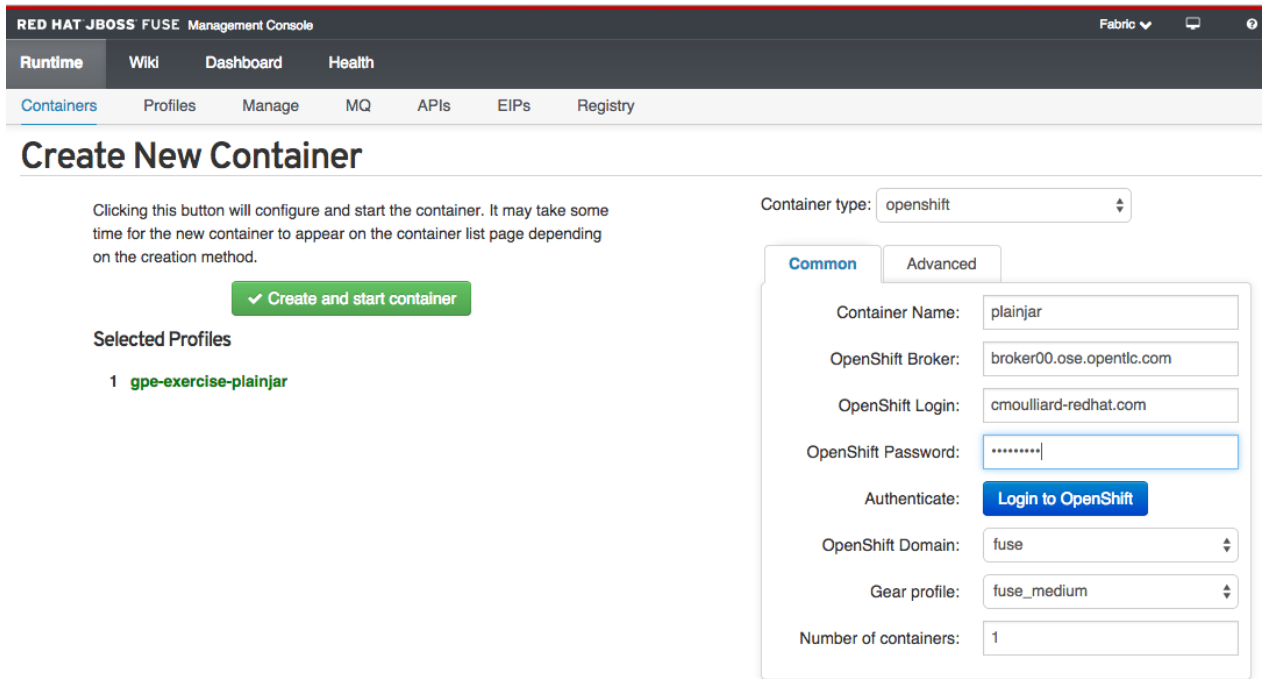 RED HAT JBOSS FUSE Management Console Fabric
Runtime Wiki Dashboard Health
Containers Profiles Manage MQ APIs EIPs Registry
Create New Container
Clicking this button will configure and start the container. It may take some
time for the new container to appear on the container list page depending
on the creation method.
Create and start container
Selected Profiles
1 gpe-exercise-plainjar
Container type: openshift
Common Advanced
Container Name: plainjar
OpenShift Broker: broker00.ose.opentlc.com
OpenShift Login: cmoulliard-redhat.com
OpenShift Password: •••••••••
Authenticate: Login to OpenShift
OpenShift Domain: fuse
Gear profile: fuse_medium
Number of containers: 1